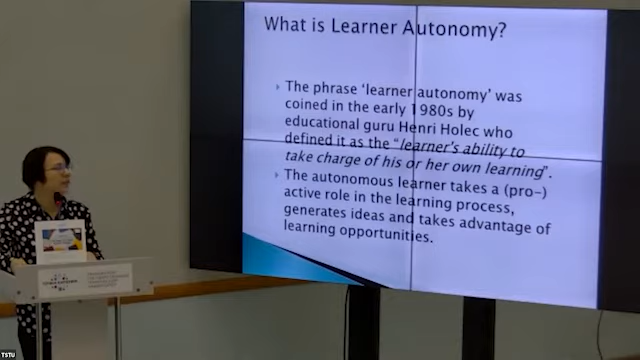 What is Learner Autonomy?
The phrase ‘learner autonomy’ was
coined in the early 1980s by
educational guru Henri Holec who
defined it as the “learner’s ability to
take charge of his or her own learning”.
The autonomous learner takes a (pro-)
active role in the learning process,
generates ideas and takes advantage of
learning opportunities.
TSTU